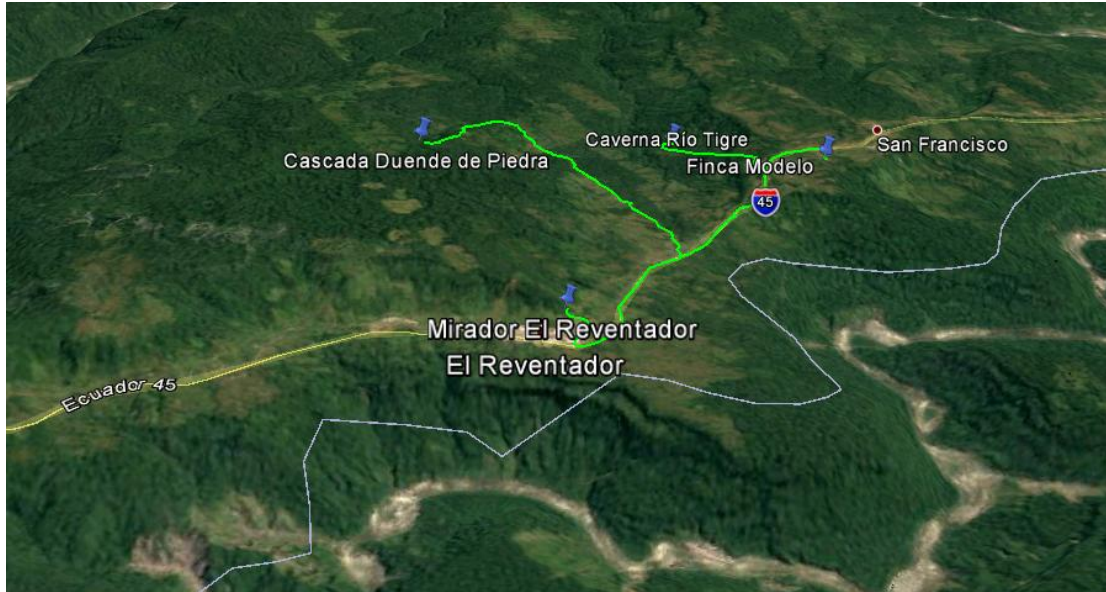 Caverna Rio Tigre
San Francisco
Cascada Duende de Piedra
Finca Modelo
45
Mirador El Reventador
El Reventador
Ecuador 45